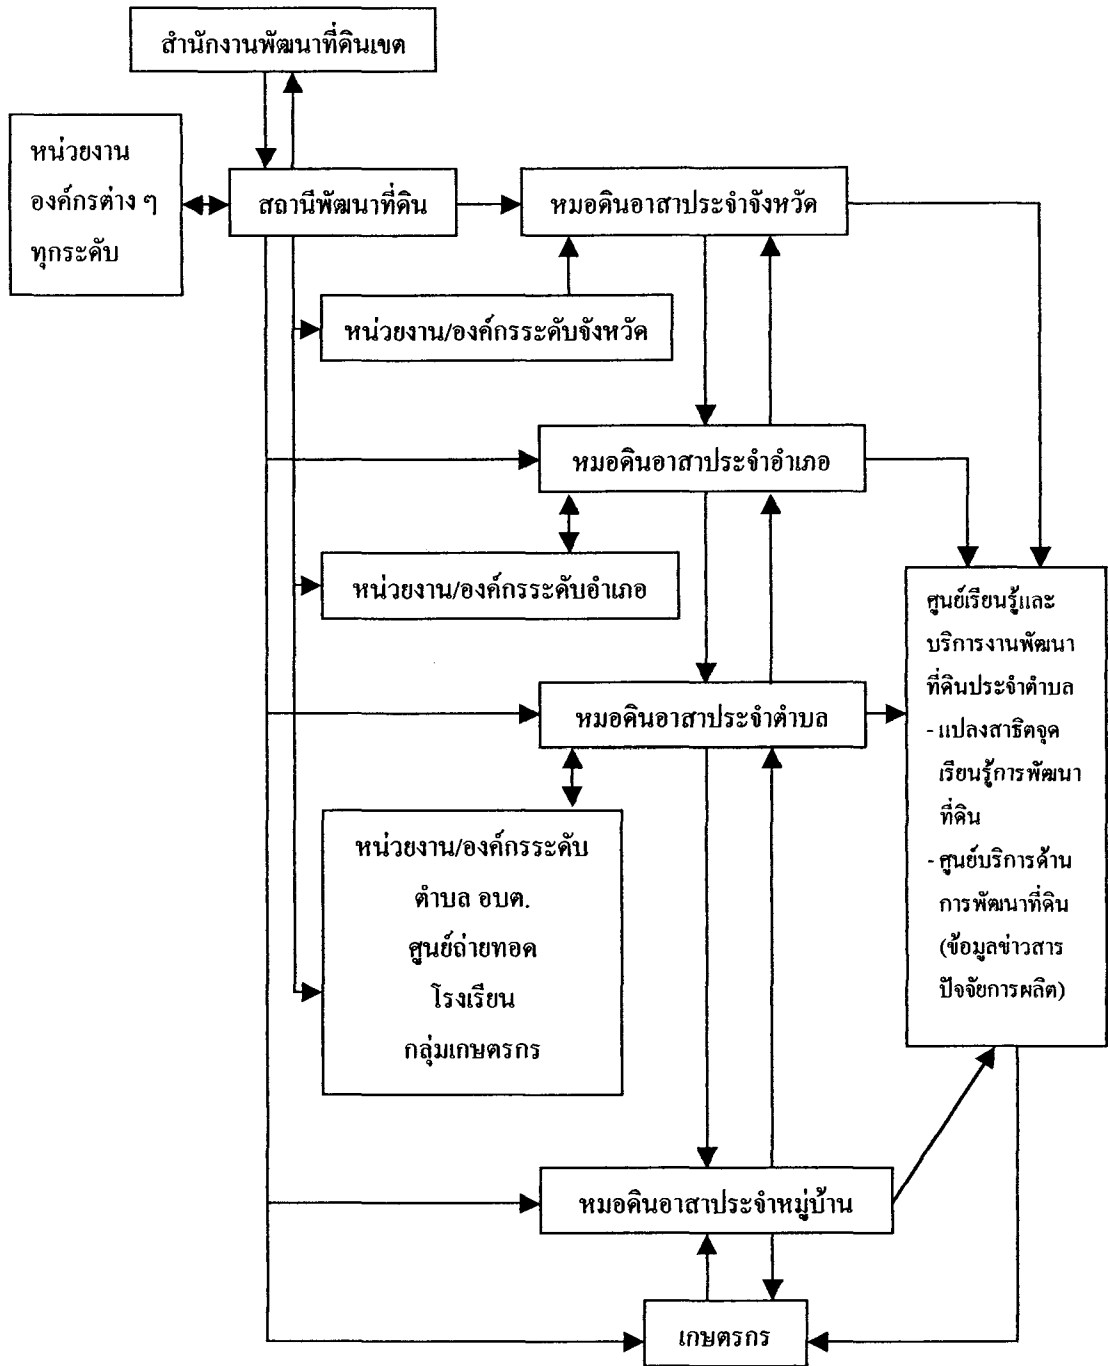 สำนักงานพัฒนาที่ดินเขต
หน่วยงาน
องค์กรต่าง ๆ
ทุกระดับ
สถานีพัฒนาที่ดิน
หมอดินอาสาประจำจังหวัด
หน่วยงาน/องค์กรระดับจังหวัด
หมอดินอาสาประจำอำเภอ
หน่วยงาน/องค์กรระดับอำเภอ
ศูนย์เรียนรู้และ
บริการงานพัฒนา
ที่ดินประจำตำบล
- แปลงสาธิตจุด
เรียนรู้การพัฒนา
ที่ดิน
- ศูนย์บริการด้าน
การพัฒนาที่ดิน
(ข้อมูลข่าวสาร
ปัจจัยการผลิต)
หมอดินอาสาประจำตำบล
หน่วยงาน/องค์กรระดับ
ตำบล อบต.
ศูนย์ถ่ายทอด
โรงเรียน
กลุ่มเกษตรกร
หมอดินอาสาประจำหมู่บ้าน
เกษตรกร